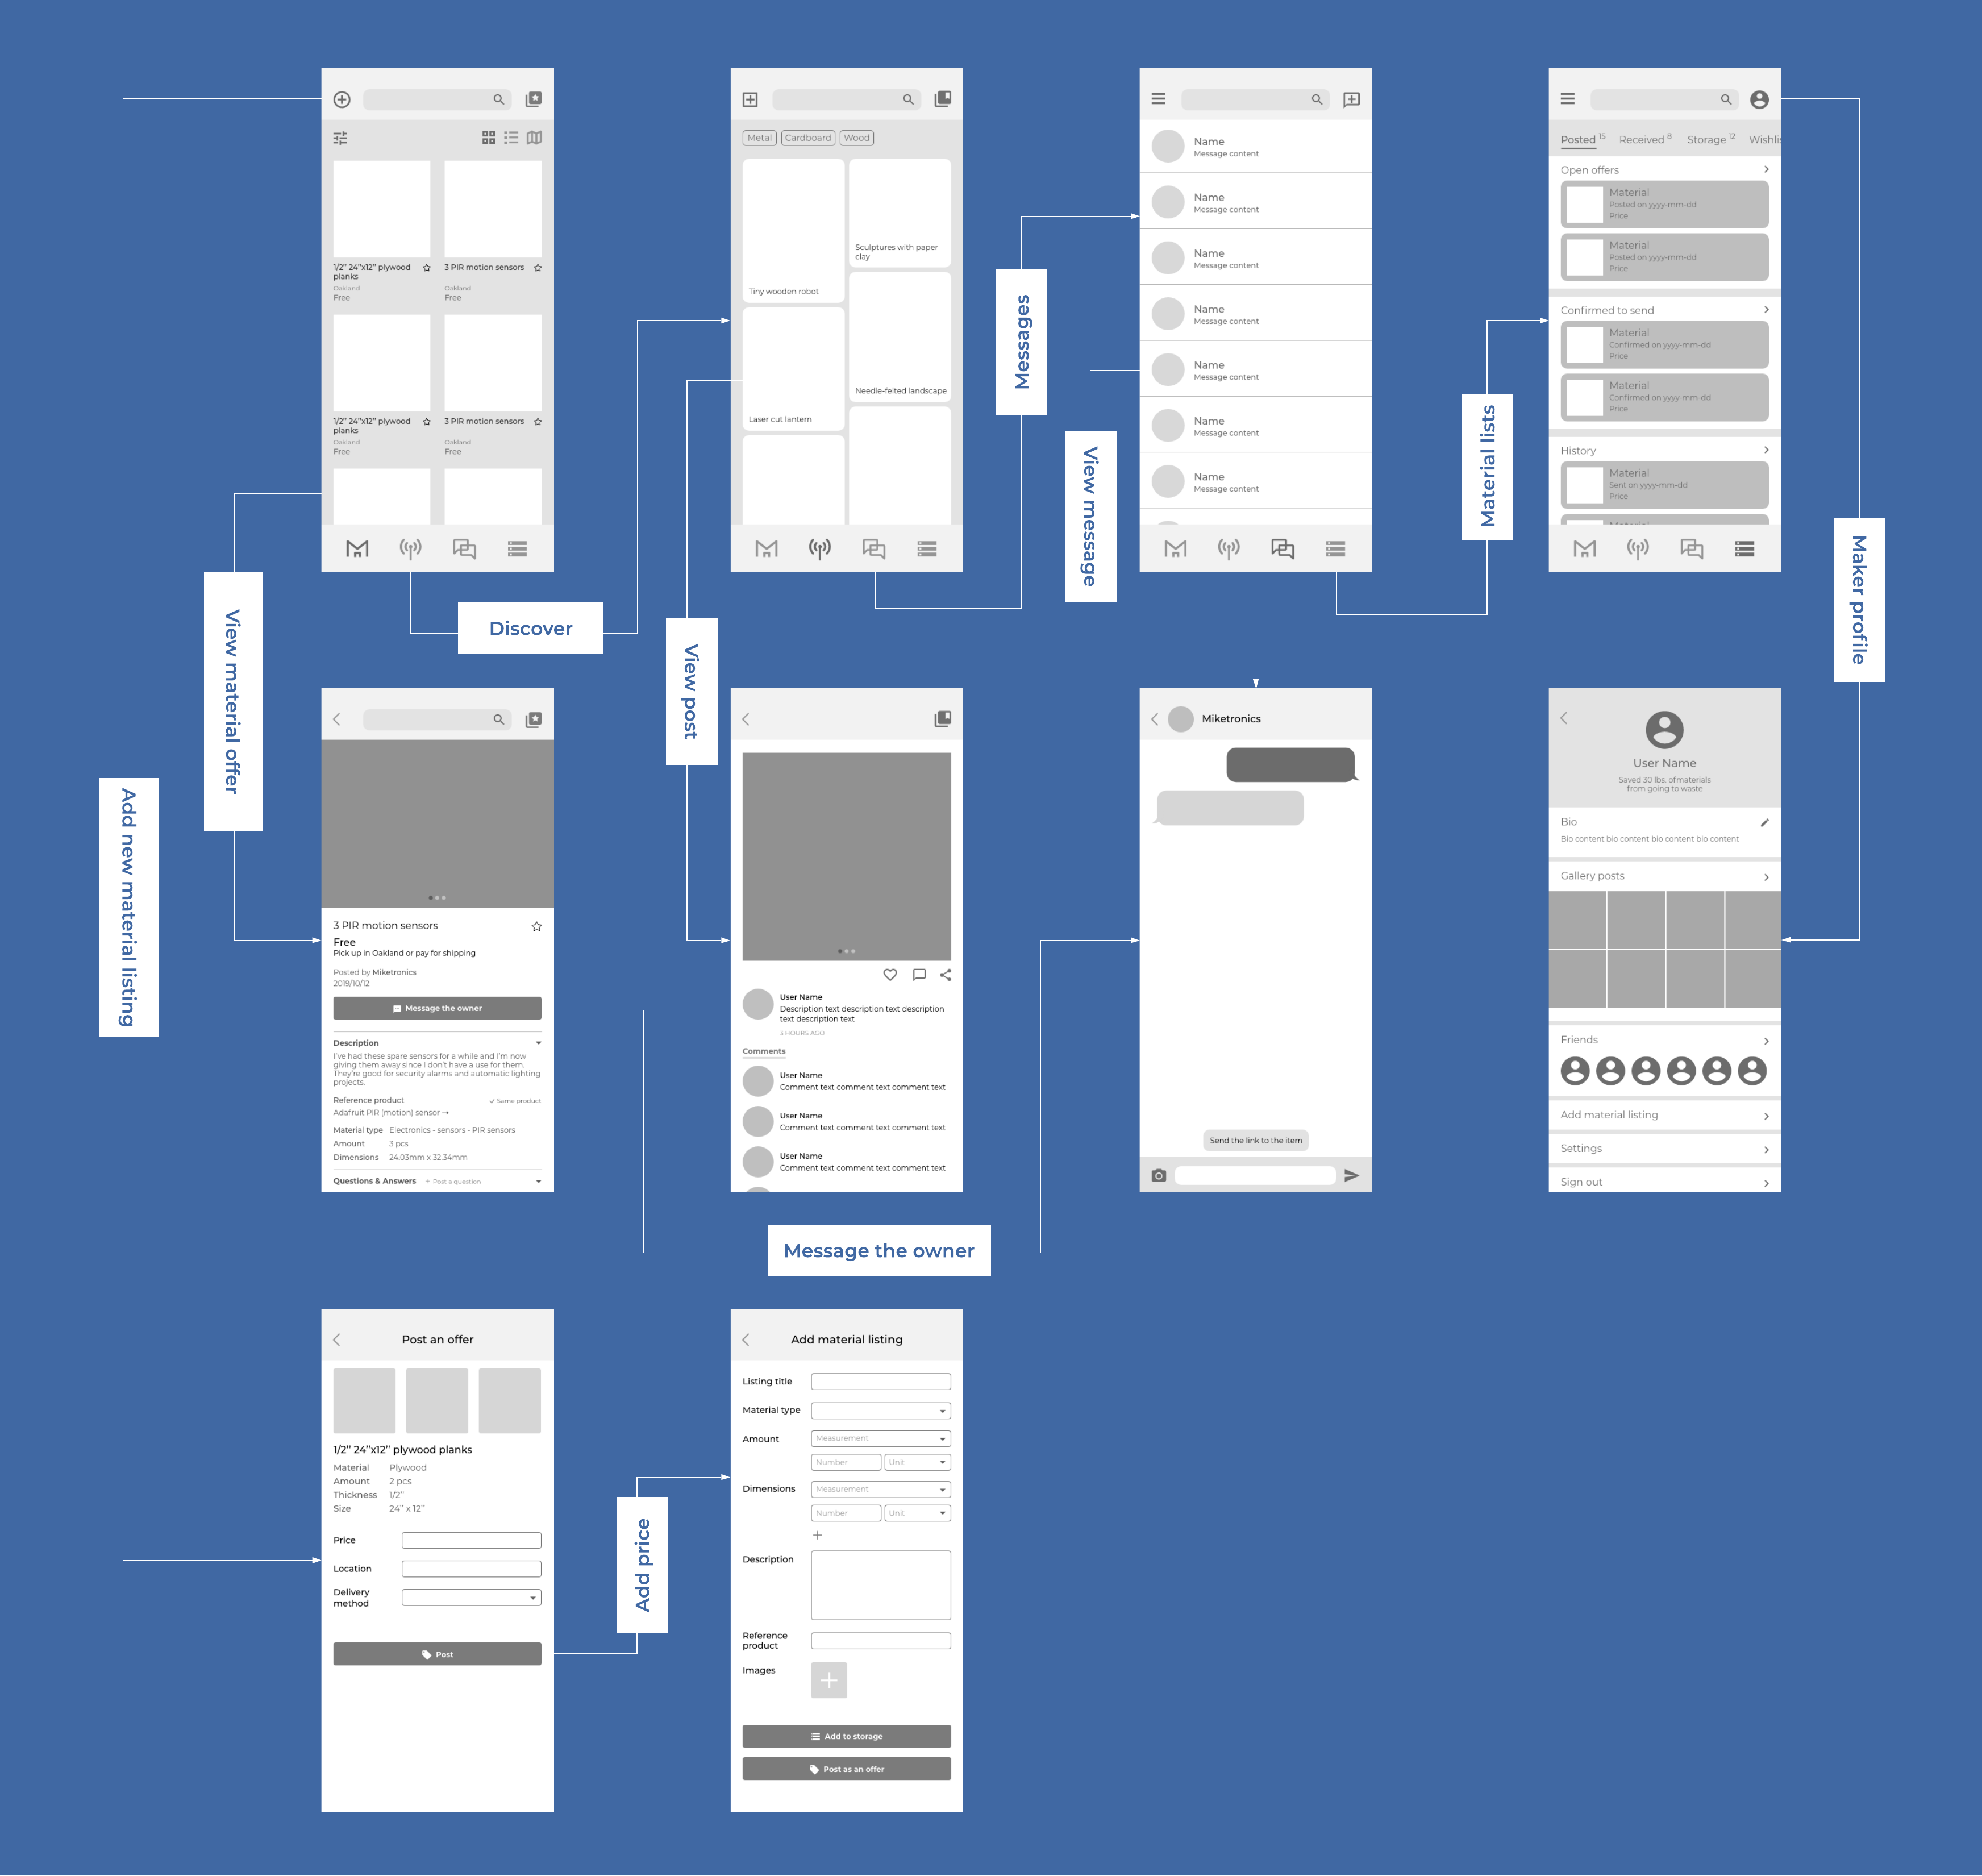 1/2’’ 24’’x12’’ plywood
planks
Oakland
Free
3 PIR motion sensors
Oakland
Free
1/2’’ 24’’x12’’ plywood
planks
Oakland
Free
3 PIR motion sensors
Oakland
Free
Metal
Cardboard
Wood
Tiny wooden robot
Sculptures with paper
clay
Laser cut lantern
Needle-felted landscape
Name
Message content
Name
Message content
Name
Message content
Name
Message content
Name
Message content
Name
Message content
Name
Message content
Posted 15
Received 8
Storage 12
Wishlis
Open offers
Material
Posted on yyyy-mm-dd
Price
Material
Posted on yyyy-mm-dd
Price
Confirmed to send
Material
Confirmed on yyyy-mm-dd
Price
Material
Confirmed on yyyy-mm-dd
Price
History
Material
Sent on yyyy-mm-dd
Price
Messages
View message
Material lists
Maker profile
Discover
View post
View material offer
Add new material listing
3 PIR motion sensors
Free
Pick up in Oakland or pay for shipping
Posted by Miketronics
2019/10/12
Message the owner
Description
I’ve had these spare sensors for a while and I’m now
giving them away since I don’t have a use for them.
They’re good for security alarms and automatic lighting
projects.
Reference product
Same product
Adafruit PIR (motion) sensor →
Material type Electronics - sensors - PIR sensors
Amount 3 pcs
Dimensions 24.03mm x 32.34mm
Questions & Answers + Post a question
User Name
Description text description text description
text description text
3 HOURS AGO
Comments
User Name
Comment text comment text comment text
User Name
Comment text comment text comment text
User Name
Comment text comment text comment text
Miketronics
Send the link to the item
User Name
Saved 30 lbs. of materials
from going to waste
Bio
Bio content bio content bio content bio content
Gallery posts
Friends
Add material listing
Settings
Sign out
Message the owner
Post an offer
1/2’’ 24’’x12’’ plywood planks
Material Plywood
Amount 2 pcs
Thickness 1/2’’
Size 24’’ x 12’’
Price
Location
Delivery
method
Post
Add price
Add material listing
Listing title
Material type
Amount
Measurement
Number
Unit
Dimensions
Measurement
Number
Unit
+
Description
Reference
product
Images
Add to storage
Post as an offer